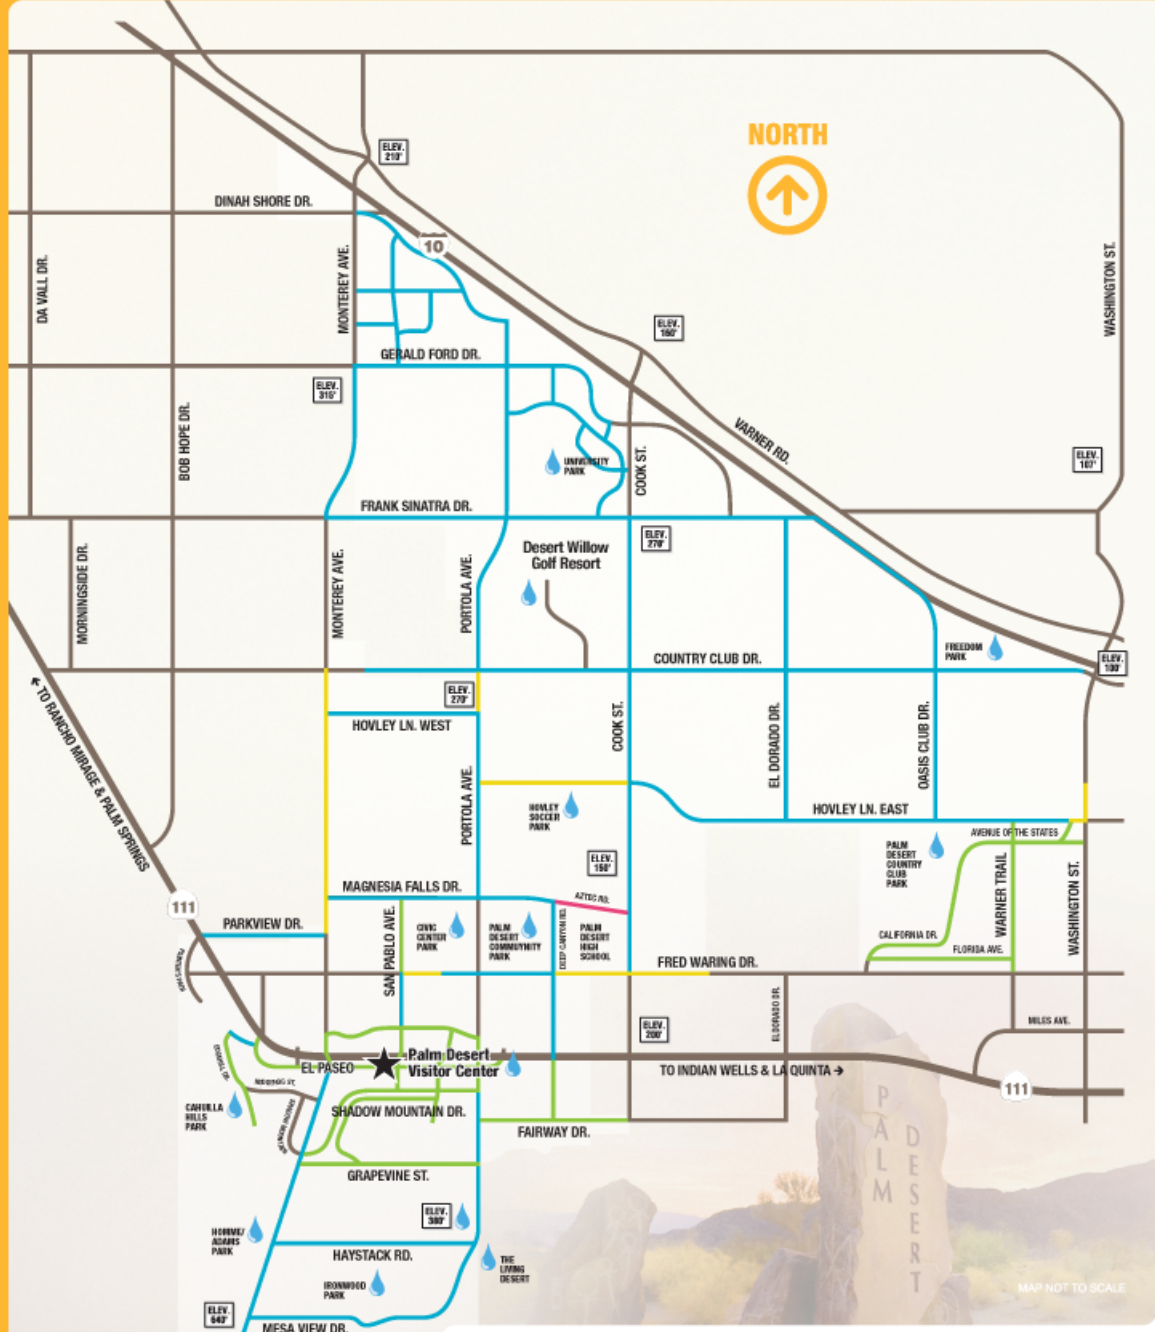 NORTH
ELEV.
210'
DINAH SHORE DR.
10
DA VALL DR.
MONTEREY AVE.
WASHINGTON ST.
ELEV.
160'
GERALD FORD DR.
ELEV.
315'
BOB HOPE DR.
VARNER RD.
ELEV.
107'
UNIVERSITY
PARK
COOK ST.
FRANK SINATRA DR.
ELEV.
270'
Desert Willow
Golf Resort
MORNINGSIDE DR.
MONTEREY AVE.
PORTOLA AVE.
FREEDOM
PARK
COUNTRY CLUB DR.
ELEV.
100'
TO RANCHO MIRAGE & PALM SPRINGS
ELEV.
270'
HOVLEY LN. WEST
COOK ST.
EL DORADO DR.
OASIS CLUB DR.
PORTOLA AVE.
HOVLEY
SOCCER
PARK
HOVLEY LN. EAST
AVENUE OF THE STATES
PALM
DESERT
COUNTRY
CLUB
PARK
ELEV.
150'
WARNER TRAIL
WASHINGTON ST.
MAGNESIA FALLS DR.
AZTEC RD.
111
PARKVIEW DR.
SAN PABLO AVE.
CIVIC
CENTER
PARK
PALM
DESERT
COMMUYNITY
PARK
DEEP CANYON RD.
PALM
DESERT
HIGH
SCHOOL
CALIFORNIA DR.
FLORIDA AVE.
FRED WARING DR.
ELDORADO DR.
ELEV.
200'
MILES AVE.
EL PASEO
Palm Desert
Visitor Center
TO INDIAN WELLS & LA QUINTA
111
CAHUILLA
HILLS
PARK
SHADOW MOUNTAIN DR.
FAIRWAY DR.
GRAPEVINE ST.
PALM
DESERT
ELEV.
380'
HOMME/
ADAMS
PARK
HAYSTACK RD.
THE
LIVING
DESERT
IRONWOOD
PARK
MAP NOT TO SCALE
ELEV.
640'
MESA VIEW DR.